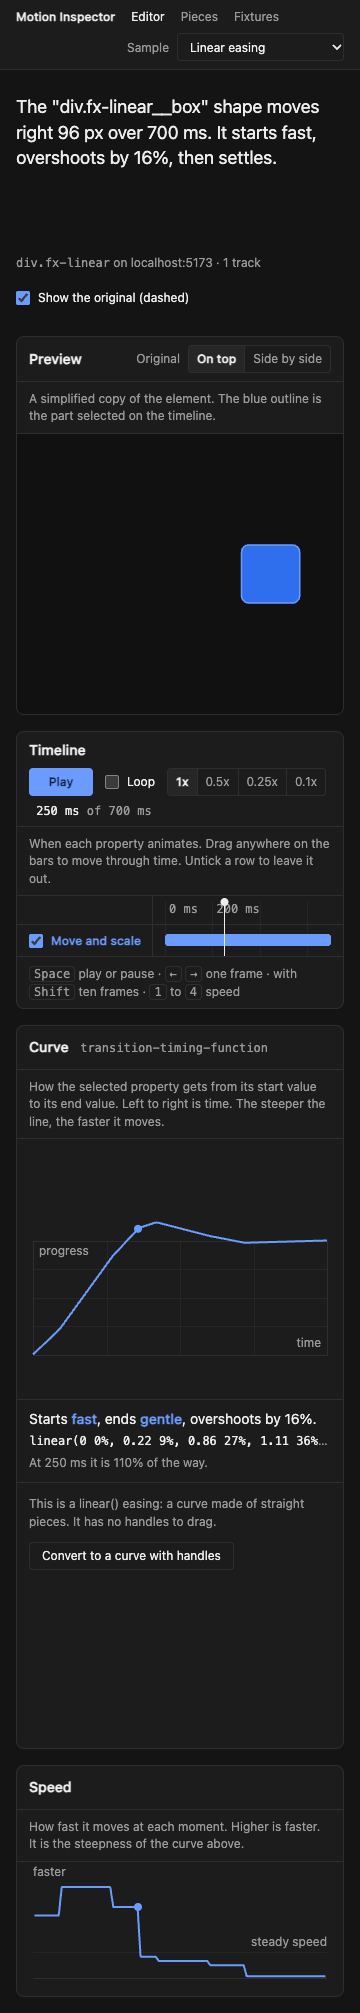 Motion Inspector Editor Pieces Fixtures
Sample Linear easing
The "div.fx-linear__box" shape moves
right 96 px over 700 ms. It starts fast,
overshoots by 16%, then settles.
div.fx-linear on localhost:5173 · 1 track
Show the original (dashed)
Preview Original On top Side by side
A simplified copy of the element. The blue outline is
the part selected on the timeline.
Timeline
Play Loop 1x 0.5x 0.25x 0.1x
250 ms of 700 ms
When each property animates. Drag anywhere on the
bars to move through time. Untick a row to leave it
out.
0 ms 200 ms
Move and scale
Space play or pause · ← → one frame · with
Shift ten frames · 1 to 4 speed
Curve transition-timing-function
How the selected property gets from its start value
to its end value. Left to right is time. The steeper the
line, the faster it moves.
progress
time
Starts fast, ends gentle, overshoots by 16%.
linear(0 0%, 0.22 9%, 0.86 27%, 1.11 36%…
At 250 ms it is 110% of the way.
This is a linear() easing: a curve made of straight
pieces. It has no handles to drag.
Convert to a curve with handles
Speed
How fast it moves at each moment. Higher is faster.
It is the steepness of the curve above.
faster
steady speed